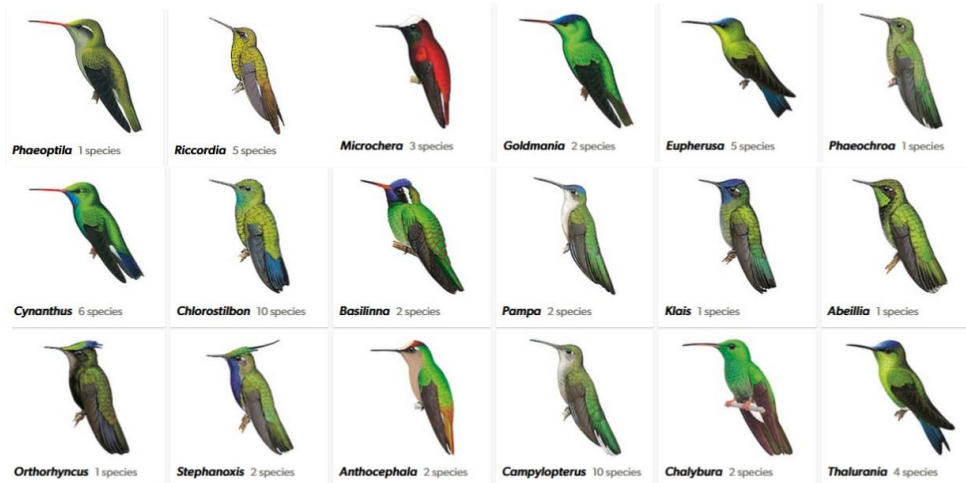 Phaeoptila 1 species
Riccordia 5 species
Microchera 3 species
Goldmania 2 species
Eupherusa 5 species
Phaeochroa 1 species
Cynanthus 6 species
Chlorostilbon 10 species
Basilinna 2 species
Pampa 2 species
Klais 1 species
Abeillia 1 species
Orthorhyncus 1 species
Stephanoxis 2 species
Anthocephala 2 species
Campylopterus 10 species
Chalybura 2 species
Thalurania 4 species